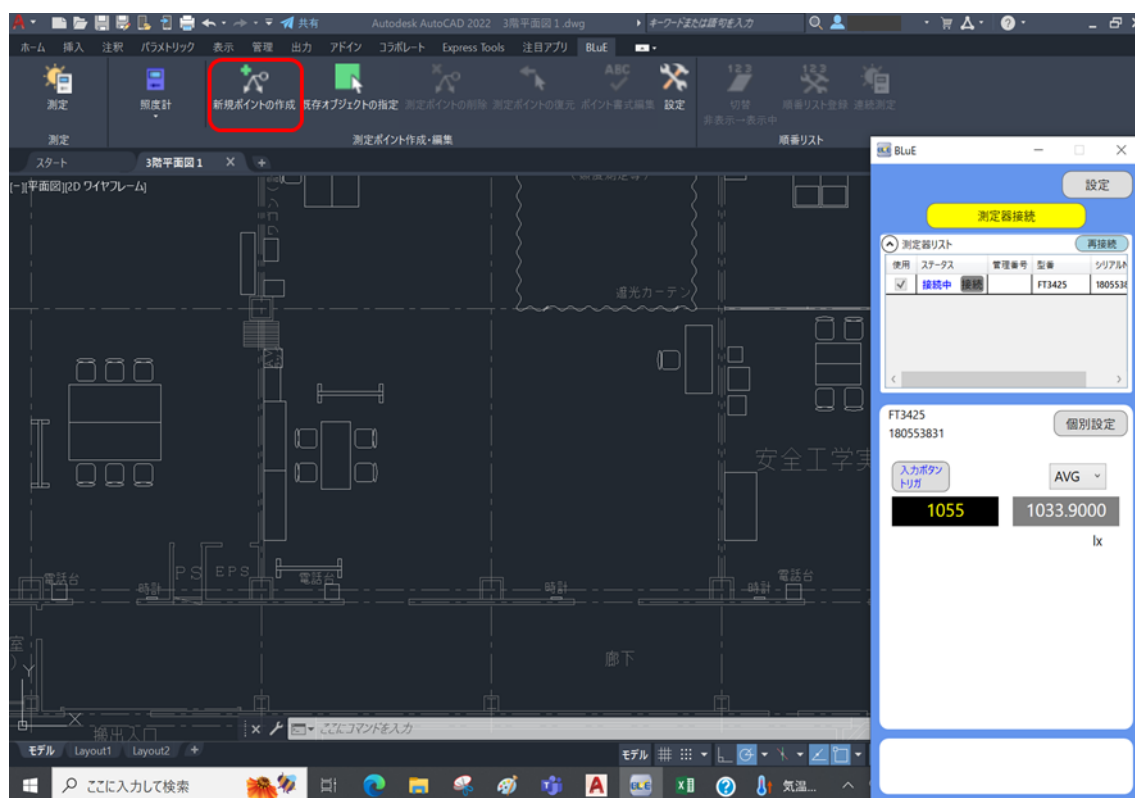 共有 Autodesk AutoCAD 2022 3階平面図１.dwg キーワードまたは語句を入力
ホーム 挿入 注釈 パラメトリック 表示 管理 出力 アドイン コラボレート Express Tools 注目アプリ BLuE
測定 照度計 新規ポイントの作成 既存オブジェクトの指定 測定ポイントの削除 測定ポイントの復元 ポイント書式編集 設定 切替 順番リスト登録 連続測定
非表示→表示中
測定 測定ポイント作成・編集 順番リスト
スタート 3階平面図１
[-][平面図][2D ワイヤフレーム]
遮光カーテン
安全工学実
PS EPS
電話台 時計 電話台 時計 時計 電話台
室
廊下
Y
X
搬出入口
ここにコマンドを入力
モデル Layout1 Layout2 + モデル
ここに入力して検索 気温...
BLuE
設定
測定器接続
測定器リスト 再接続
使用 ステータス 管理番号 型番 シリアルN
接続中 接続 FT3425 1805538
FT3425
180553831
個別設定
入力ボタン
トリガ
AVG
1055 1033.9000
lx